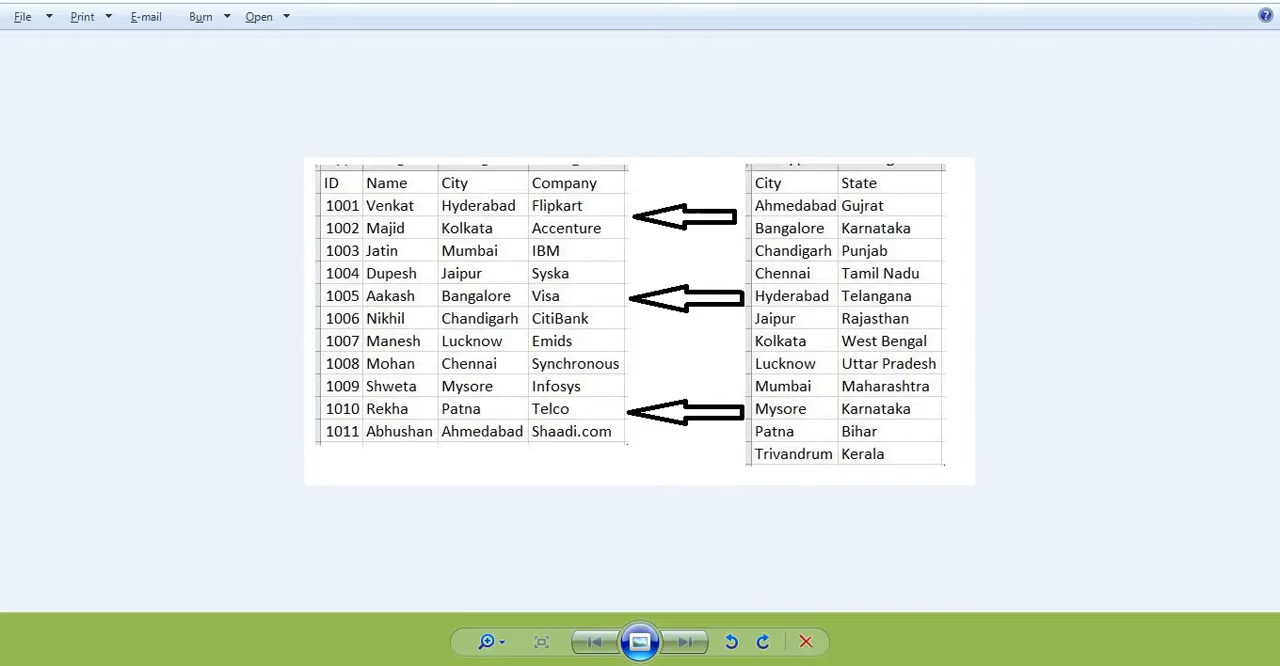 File Print E-mail Burn Open
ID Name City Company
1001 Venkat Hyderabad Flipkart
1002 Majid Kolkata Accenture
1003 Jatin Mumbai IBM
1004 Dupesh Jaipur Syska
1005 Aakash Bangalore Visa
1006 Nikhil Chandigarh CitiBank
1007 Manesh Lucknow Emids
1008 Mohan Chennai Synchronous
1009 Shweta Mysore Infosys
1010 Rekha Patna Telco
1011 Abhushan Ahmedabad Shaadi.com
City State
Ahmedabad Gujrat
Bangalore Karnataka
Chandigarh Punjab
Chennai Tamil Nadu
Hyderabad Telangana
Jaipur Rajasthan
Kolkata West Bengal
Lucknow Uttar Pradesh
Mumbai Maharashtra
Mysore Karnataka
Patna Bihar
Trivandrum Kerala